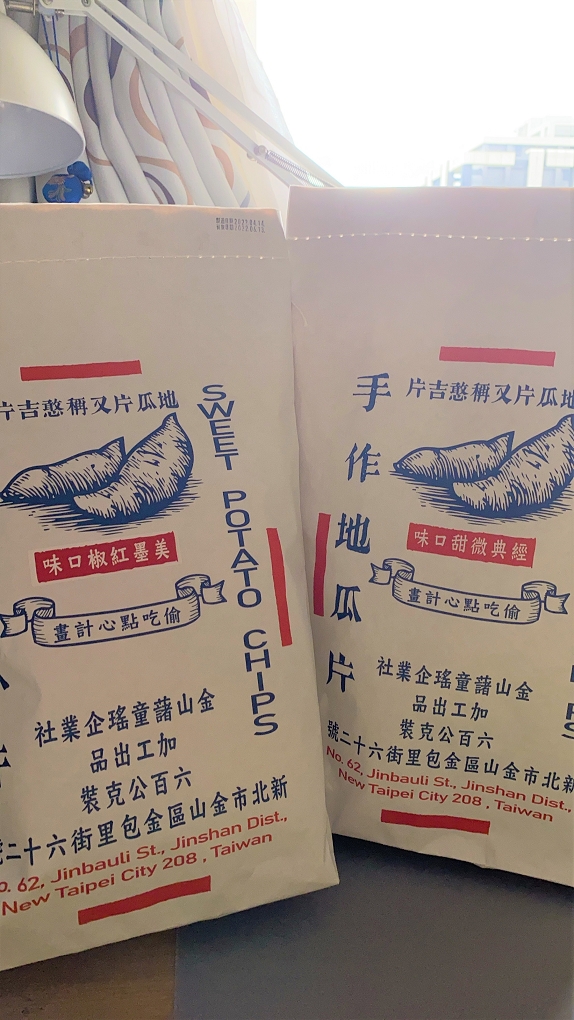 地瓜片又稱憨吉片
美墨紅椒口味
偷吃點心計畫
SWEET POTATO CHIPS
金山藷童瑤企業社
加工出品
六百公克裝
新北市金山區金包里街六十二號
No. 62, Jinbauli St., Jinshan Dist.,
New Taipei City 208 , Taiwan
手作地瓜片
地瓜片又稱憨吉片
經典微甜口味
偷吃點心計畫
金山藷童瑤企業社
加工出品
六百公克裝
新北市金山區金包里街六十二號
No. 62, Jinbauli St., Jinshan Dist.,
New Taipei City 208 , Taiwan